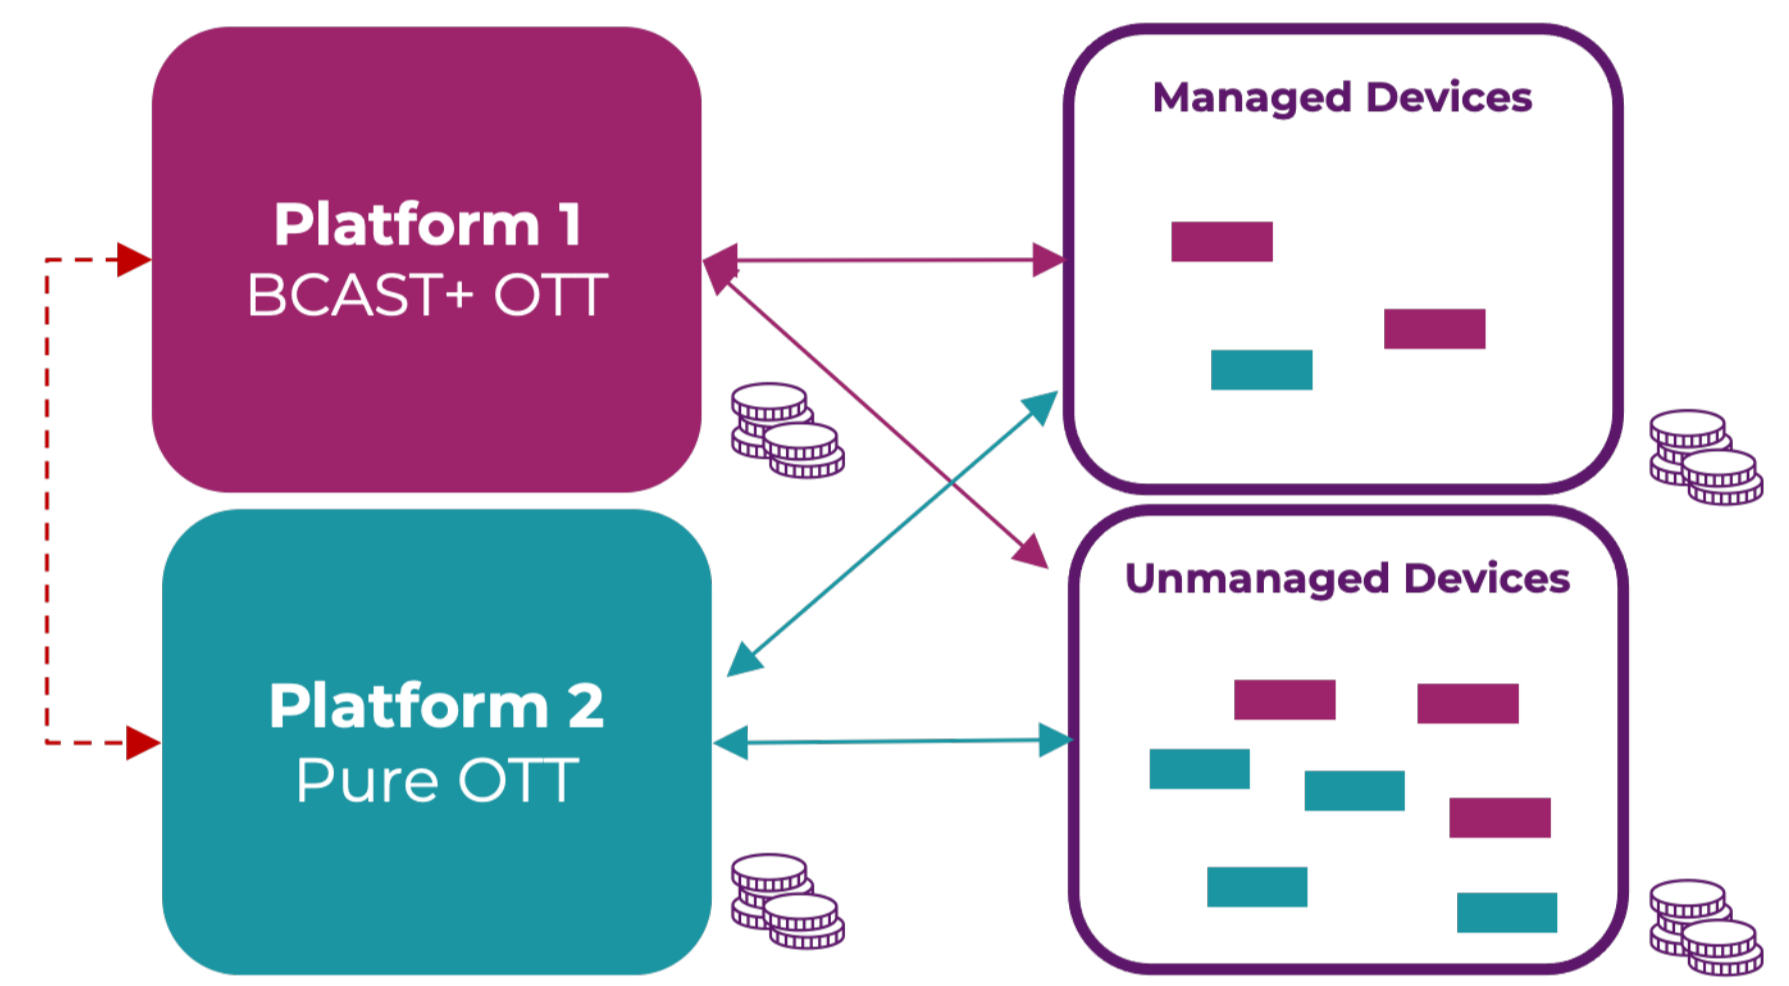 Platform 1
BCAST+ OTT
Managed Devices
Platform 2
Pure OTT
Unmanaged Devices